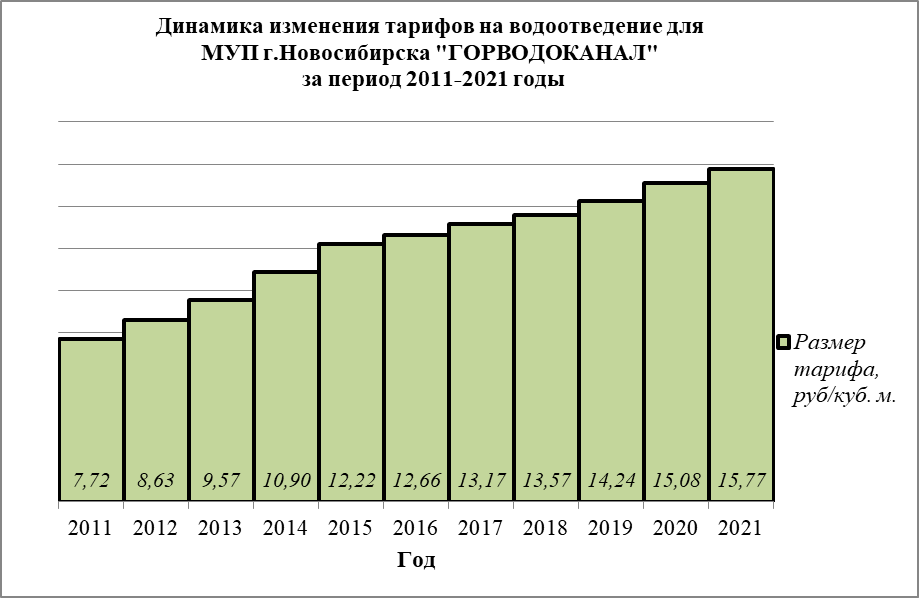 Динамика изменения тарифов на водоотведение для
МУП г.Новосибирска "ГОРВОДОКАНАЛ"
за период 2011-2021 годы
Размер
тарифа,
руб/куб. м.
7,72 8,63 9,57 10,90 12,22 12,66 13,17 13,57 14,24 15,08 15,77
2011 2012 2013 2014 2015 2016 2017 2018 2019 2020 2021
Год